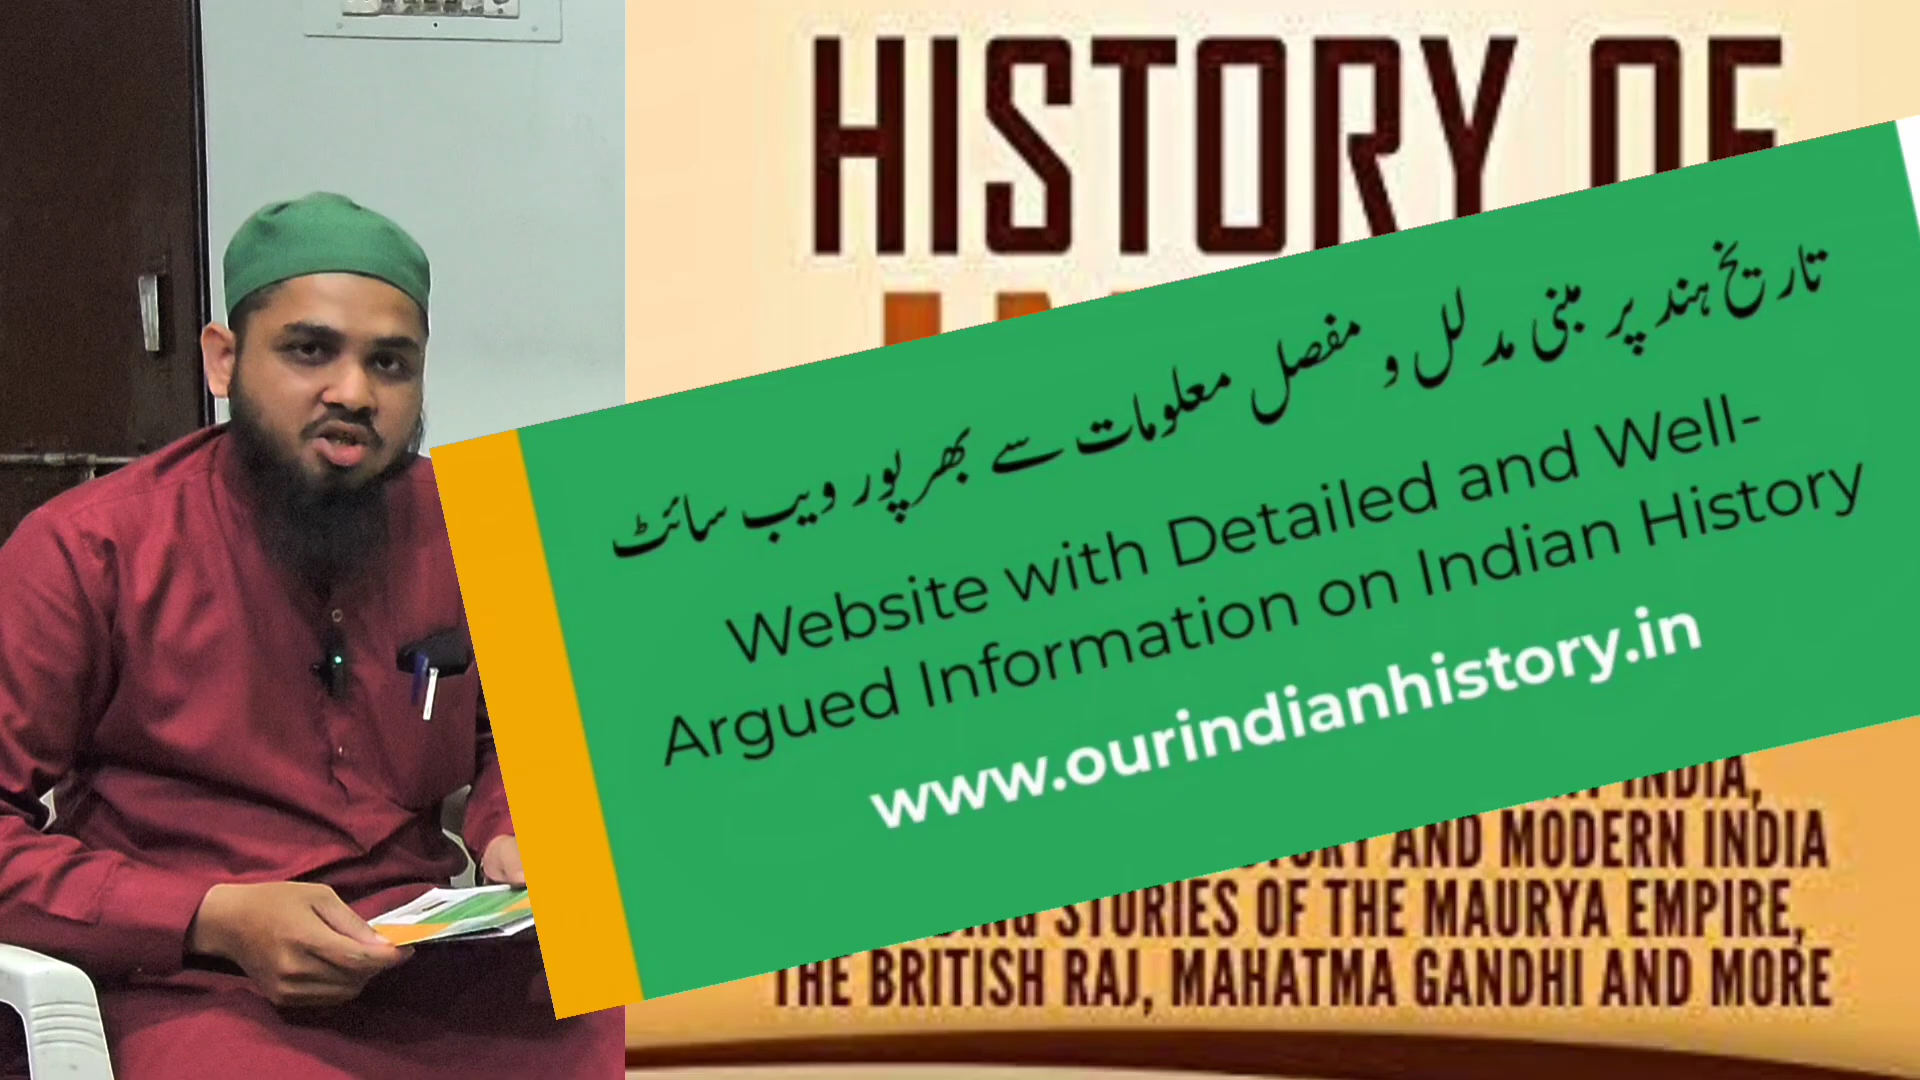 HISTORY OF
تاریخ ہند پر مبنی مدلل و مفصل معلومات سے بھرپور ویب سائٹ
Website with Detailed and Well-
Argued Information on Indian History
www.ourindianhistory.in
INDIA,
AND MODERN INDIA
STORIES OF THE MAURYA EMPIRE,
THE BRITISH RAJ, MAHATMA GANDHI AND MORE